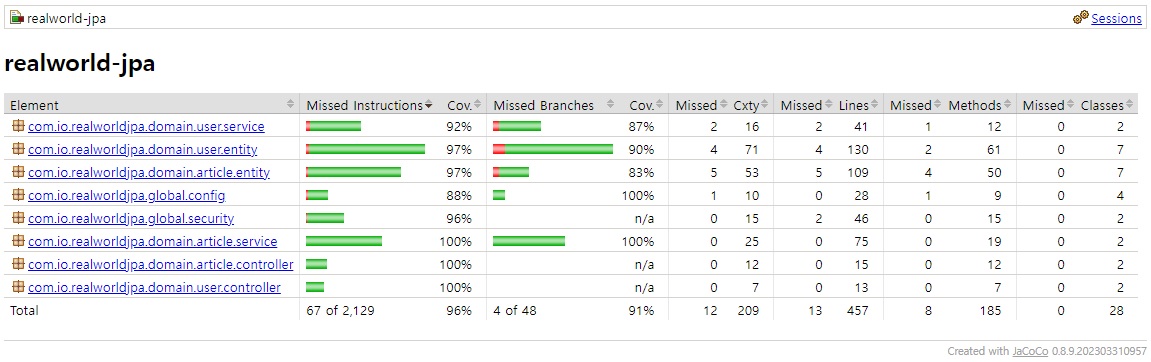 realworld-jpa Sessions
realworld-jpa
Element Missed Instructions Cov. Missed Branches Cov. Missed Cxty Missed Lines Missed Methods Missed Classes
com.io.realworldjpa.domain.user.service 92% 87% 2 16 2 41 1 12 0 2
com.io.realworldjpa.domain.user.entity 97% 90% 4 71 4 130 2 61 0 7
com.io.realworldjpa.domain.article.entity 97% 83% 5 53 5 109 4 50 0 7
com.io.realworldjpa.global.config 88% 100% 1 10 0 28 1 9 0 4
com.io.realworldjpa.global.security 96% n/a 0 15 2 46 0 15 0 2
com.io.realworldjpa.domain.article.service 100% 100% 0 25 0 75 0 19 0 2
com.io.realworldjpa.domain.article.controller 100% n/a 0 12 0 15 0 12 0 2
com.io.realworldjpa.domain.user.controller 100% n/a 0 7 0 13 0 7 0 2
Total 67 of 2,129 96% 4 of 48 91% 12 209 13 457 8 185 0 28
Created with JaCoCo 0.8.9.202303310957